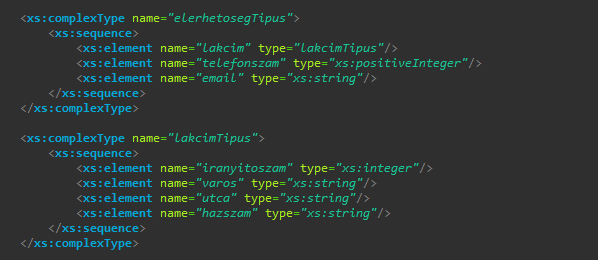 <xs:complexType name="elerhetosegTipus">
<xs:sequence>
<xs:element name="lakcim" type="lakcimTipus"/>
<xs:element name="telefonszam" type="xs:positiveInteger"/>
<xs:element name="email" type="xs:string"/>
</xs:sequence>
</xs:complexType>
<xs:complexType name="lakcimTipus">
<xs:sequence>
<xs:element name="iranyitoszam" type="xs:integer"/>
<xs:element name="varos" type="xs:string"/>
<xs:element name="utca" type="xs:string"/>
<xs:element name="hazszam" type="xs:string"/>
</xs:sequence>
</xs:complexType>